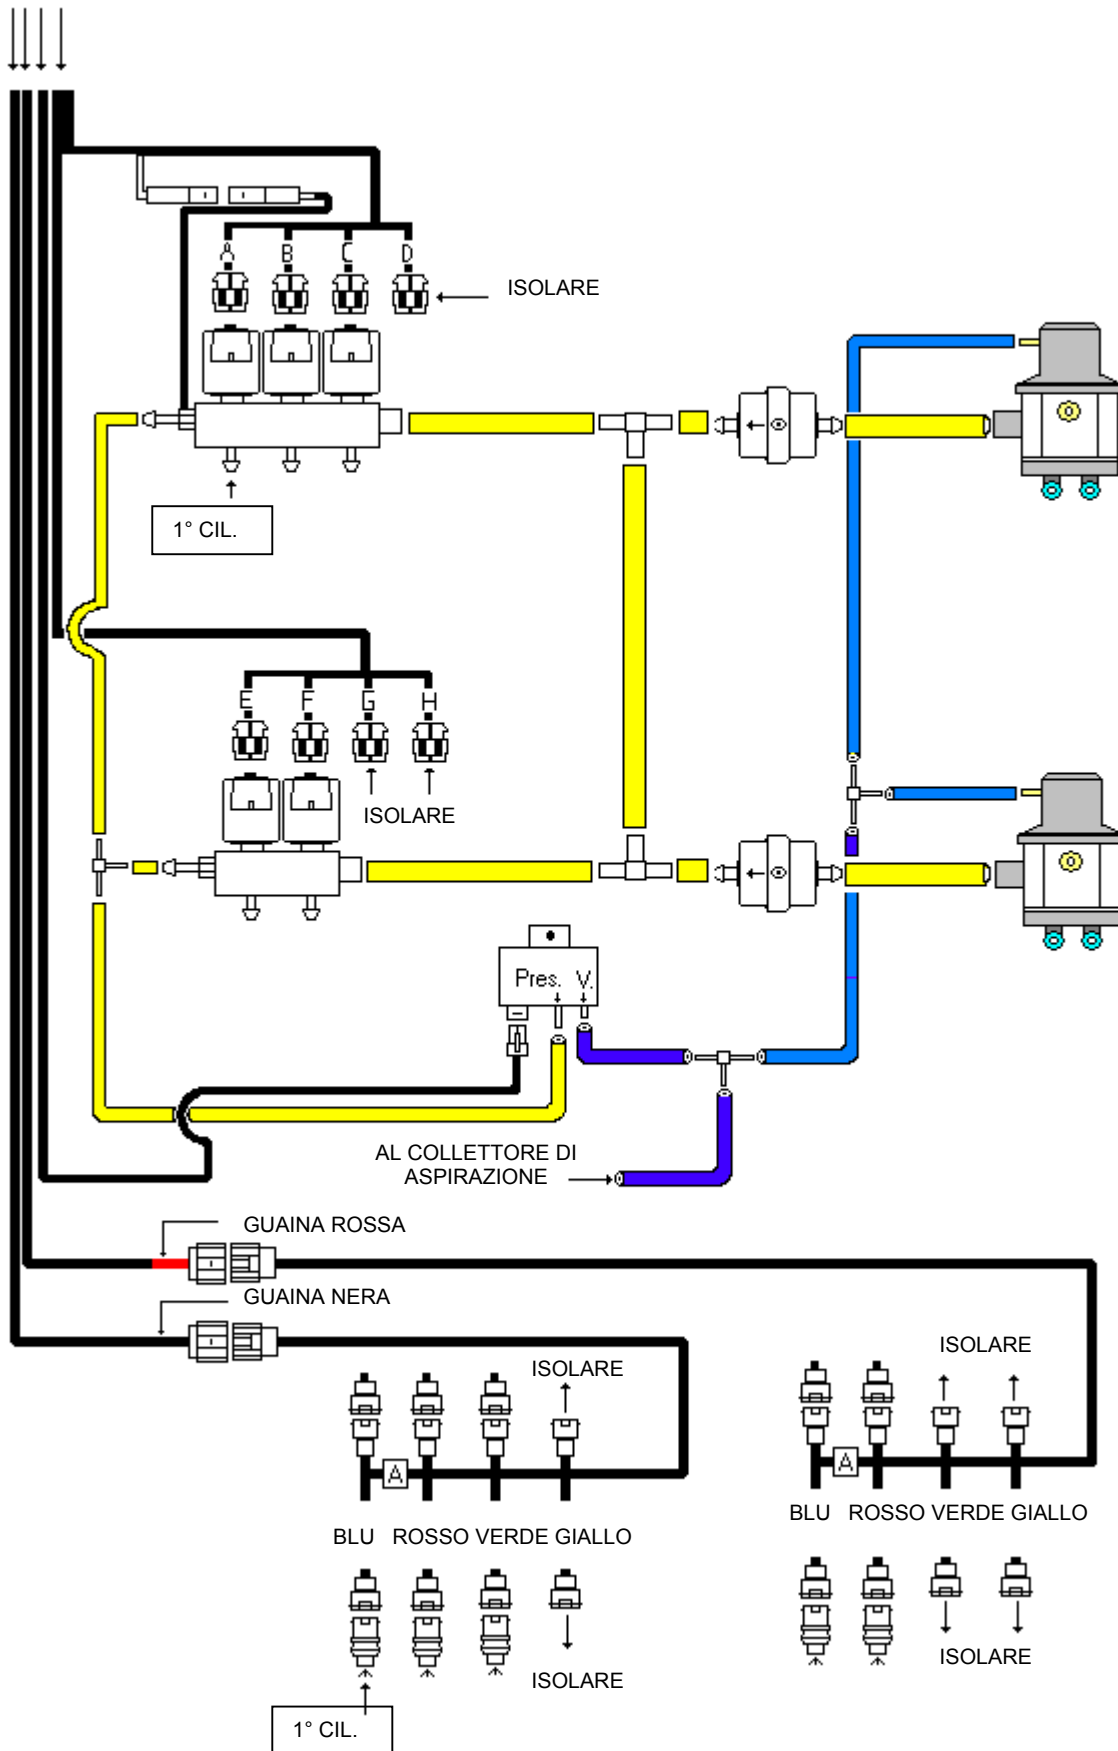 A B C D
ISOLARE
1° CIL.
E F G H
ISOLARE
Pres. V.
AL COLLETTORE DI
ASPIRAZIONE
GUAINA ROSSA
GUAINA NERA
ISOLARE
ISOLARE
A
A
BLU ROSSO VERDE GIALLO
BLU ROSSO VERDE GIALLO
ISOLARE
ISOLARE
1° CIL.